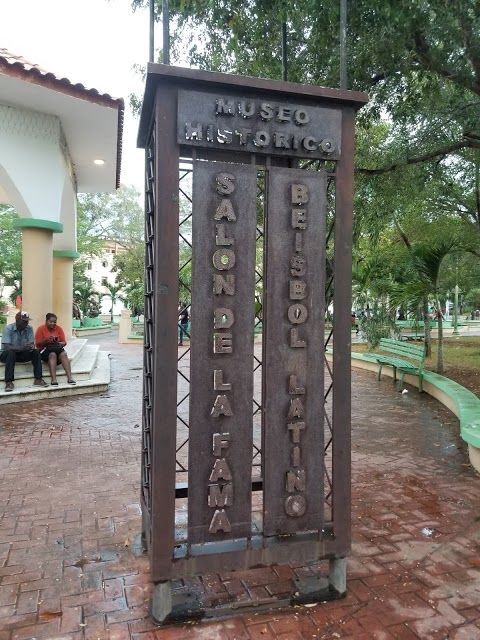 MUSEO
HISTORICO
SALON DE LA FAMA
BEISBOL LATINO